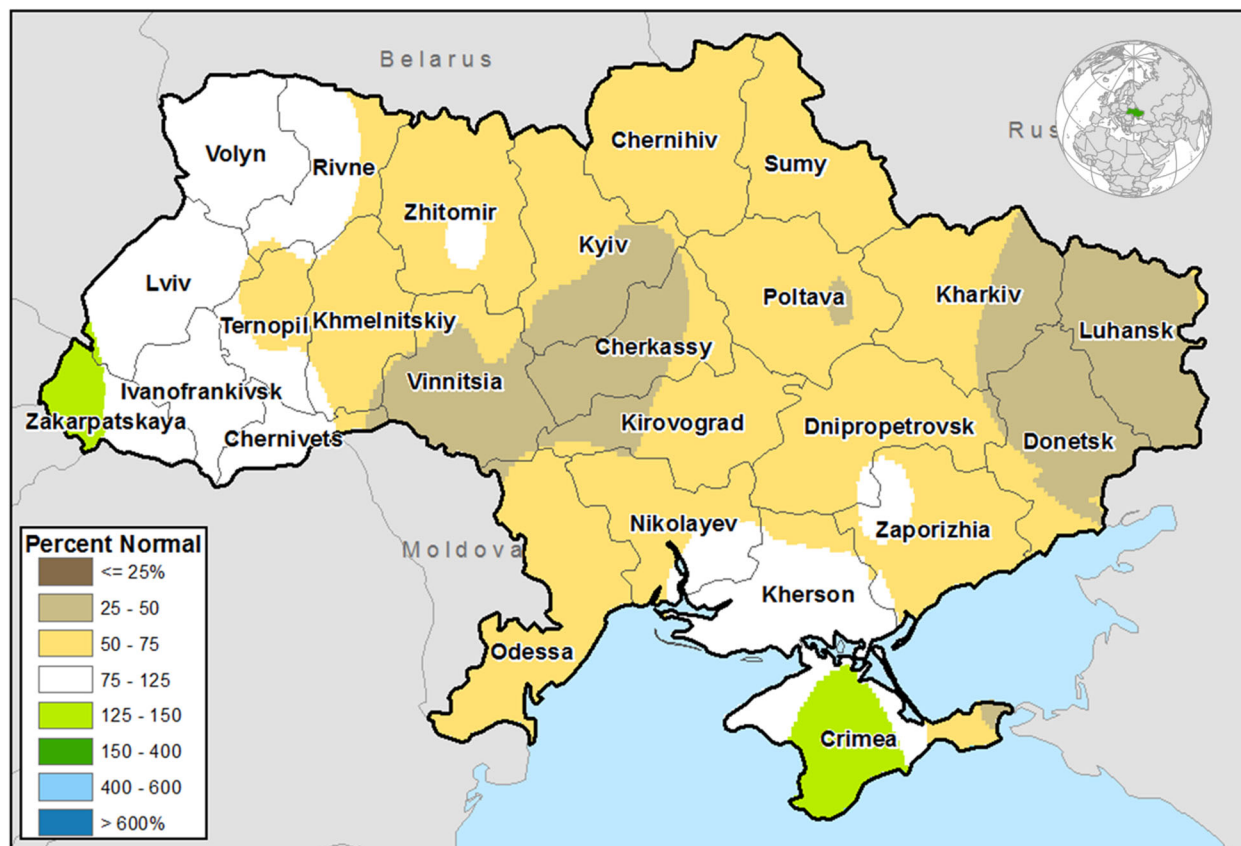 Belarus
Rus
Chernihiv
Volyn
Rivne
Sumy
Zhitomir
Kyiv
Lviv
Poltava
Kharkiv
Ternopil
Khmelnitskiy
Luhansk
Cherkassy
Vinnitsia
Ivanofrankivsk
Zakarpatskaya
Kirovograd
Dnipropetrovsk
Chernivets
Donetsk
Nikolayev
Zaporizhia
Moldova
Kherson
Odessa
Crimea
Percent Normal
<= 25%
25 - 50
50 - 75
75 - 125
125 - 150
150 - 400
400 - 600
> 600%